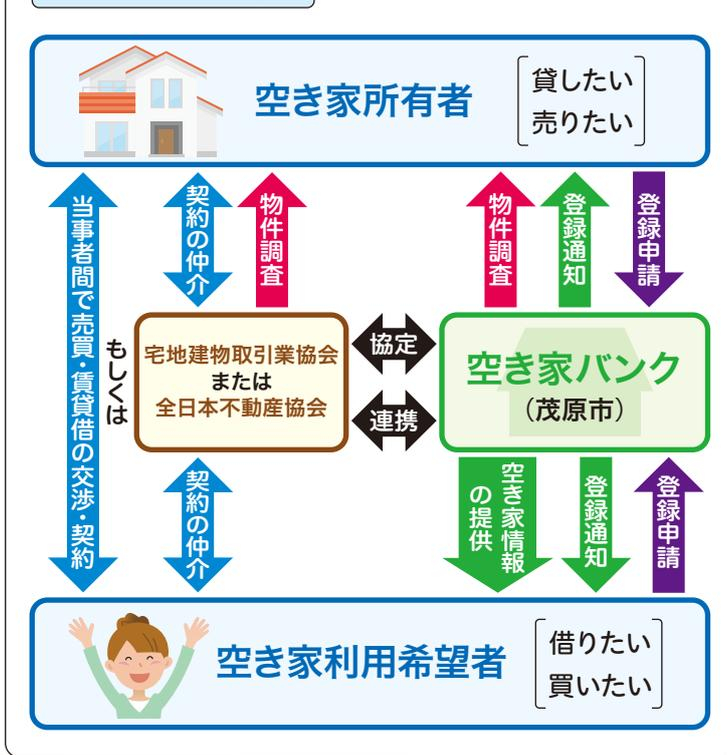 空き家所有者
貸したい
売りたい
当事者間で売買・賃貸借の交渉・契約
もしくは
契約の仲介
物件調査
物件調査
登録通知
登録申請
宅地建物取引業協会
または
全日本不動産協会
協定
連携
空き家バンク
（茂原市）
契約の仲介
空き家情報
の提供
登録通知
登録申請
空き家利用希望者
借りたい
買いたい